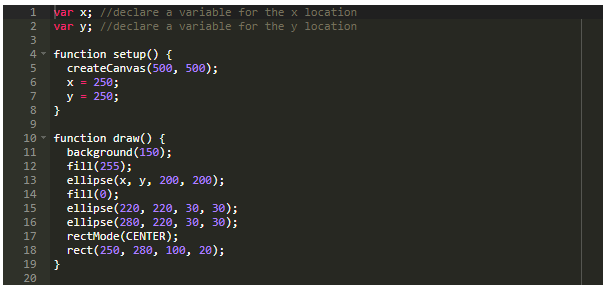 1 var x; //declare a variable for the x location
2 var y; //declare a variable for the y location
3
4 function setup() {
5 createCanvas(500, 500);
6 x = 250;
7 y = 250;
8 }
9
10 function draw() {
11 background(150);
12 fill(255);
13 ellipse(x, y, 200, 200);
14 fill(0);
15 ellipse(220, 220, 30, 30);
16 ellipse(280, 220, 30, 30);
17 rectMode(CENTER);
18 rect(250, 280, 100, 20);
19 }
20